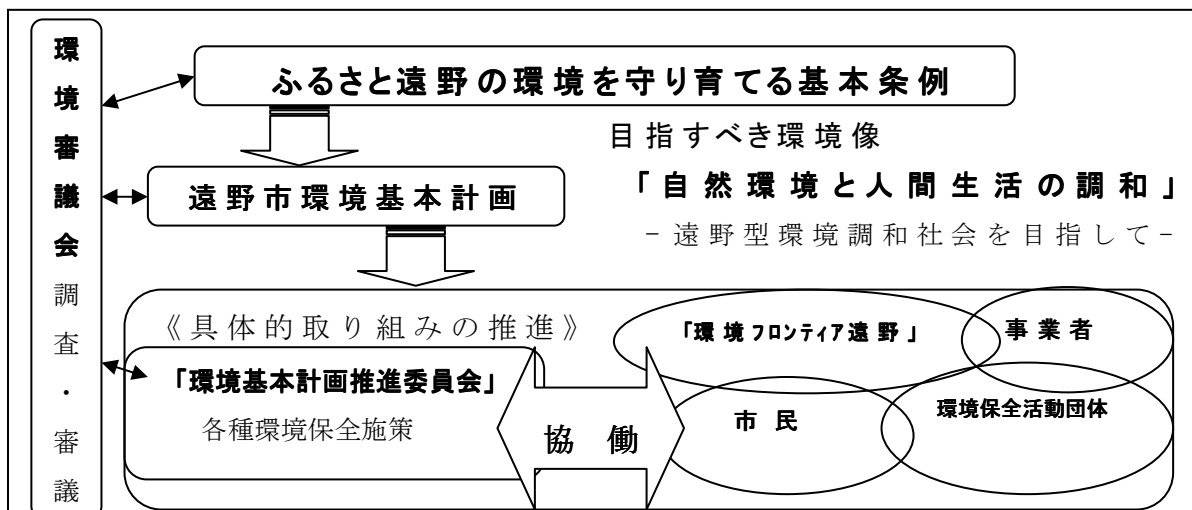 環境審議会調査・審議
ふるさと遠野の環境を守り育てる基本条例
目指すべき環境像
遠野市環境基本計画
「自然環境と人間生活の調和」
－遠野型環境調和社会を目指して－
《具体的取り組みの推進》
「環境基本計画推進委員会」
各種環境保全施策
協働
「環境フロンティア遠野」
事業者
市民
環境保全活動団体